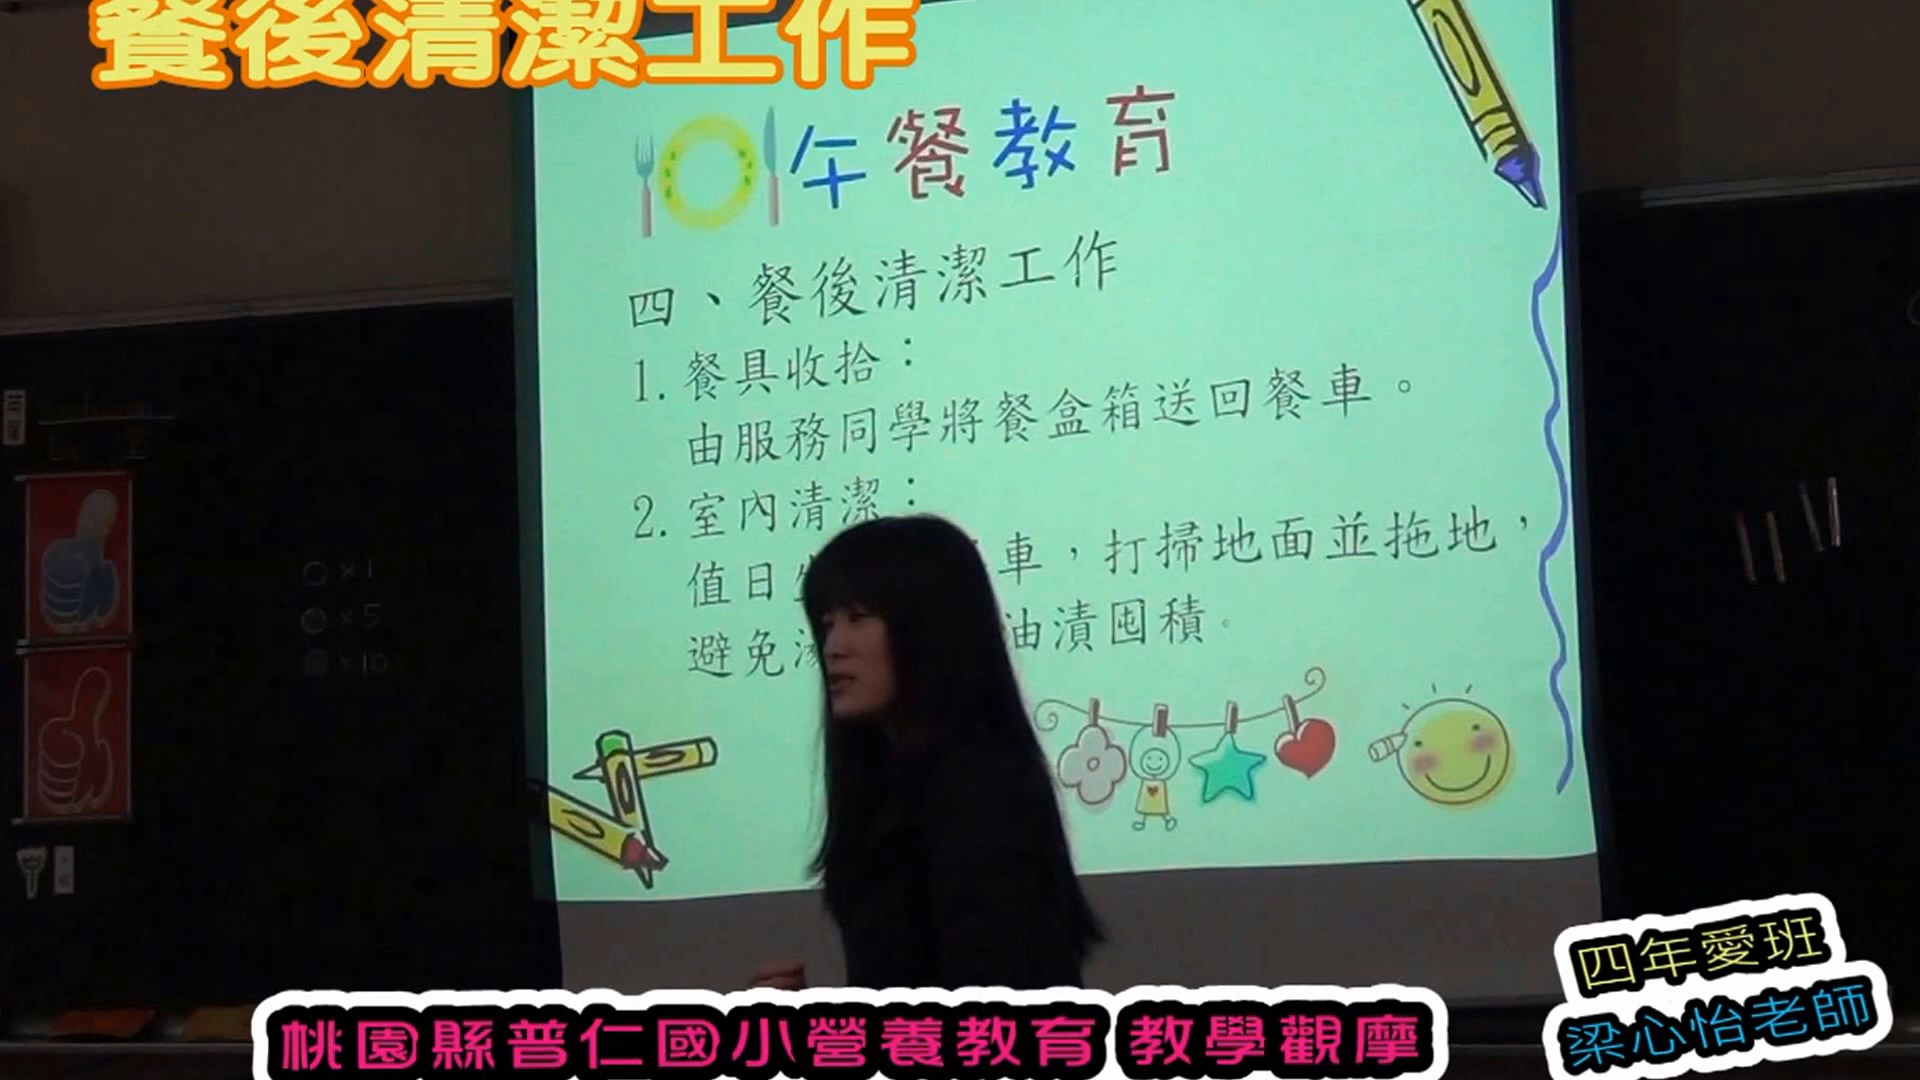 餐後清潔工作
午餐教育
四、餐後清潔工作
1.餐具收拾：
由服務同學將餐盒箱送回餐車。
2.室內清潔：
值日 車，打掃地面並拖地，
避免 油漬囤積。
×1
×5
×10
四年愛班
梁心怡老師
桃園縣普仁國小營養教育 教學觀摩